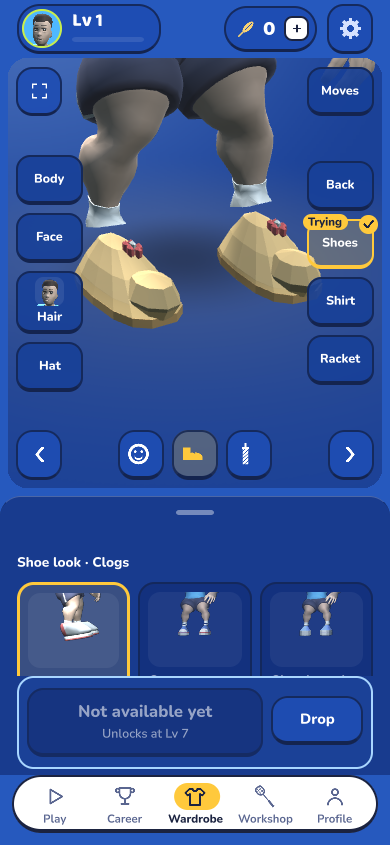 Lv 1
0
+
Moves
Body
Back
Trying
Face
Shoes
Hair
Shirt
Hat
Racket
Shoe look · Clogs
Not available yet
Unlocks at Lv 7
Drop
Play
Career
Wardrobe
Workshop
Profile